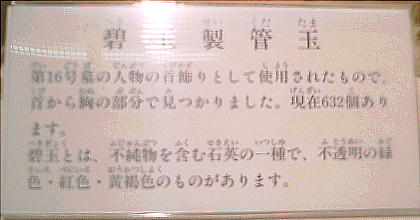 碧玉製管玉
第16号墓の人物の首飾りとして使用されたもので、
首から胸の部分で見つかりました。現在632個あり
ます。
碧玉とは、不純物を含む石英の一種で、不透明の緑
色・紅色・黄褐色のものがあります。